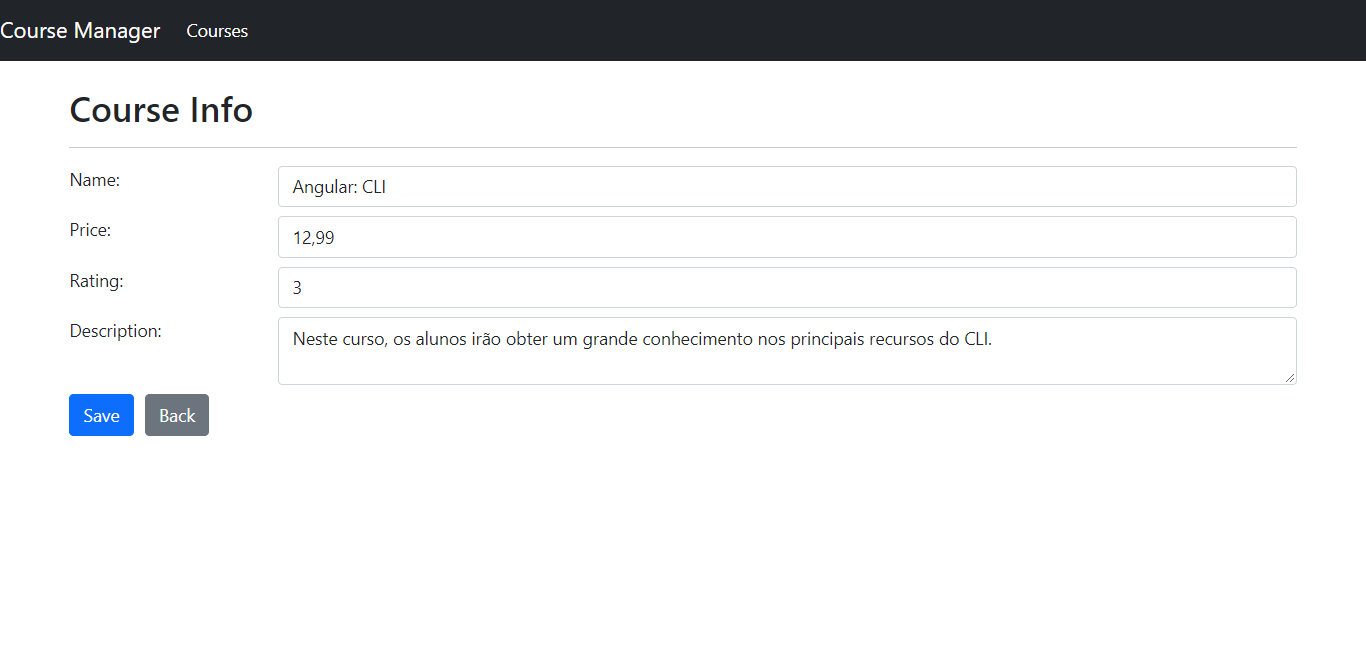 Course Manager Courses
Course Info
Name: Angular: CLI
Price: 12,99
Rating: 3
Description: Neste curso, os alunos irão obter um grande conhecimento nos principais recursos do CLI.
Save Back